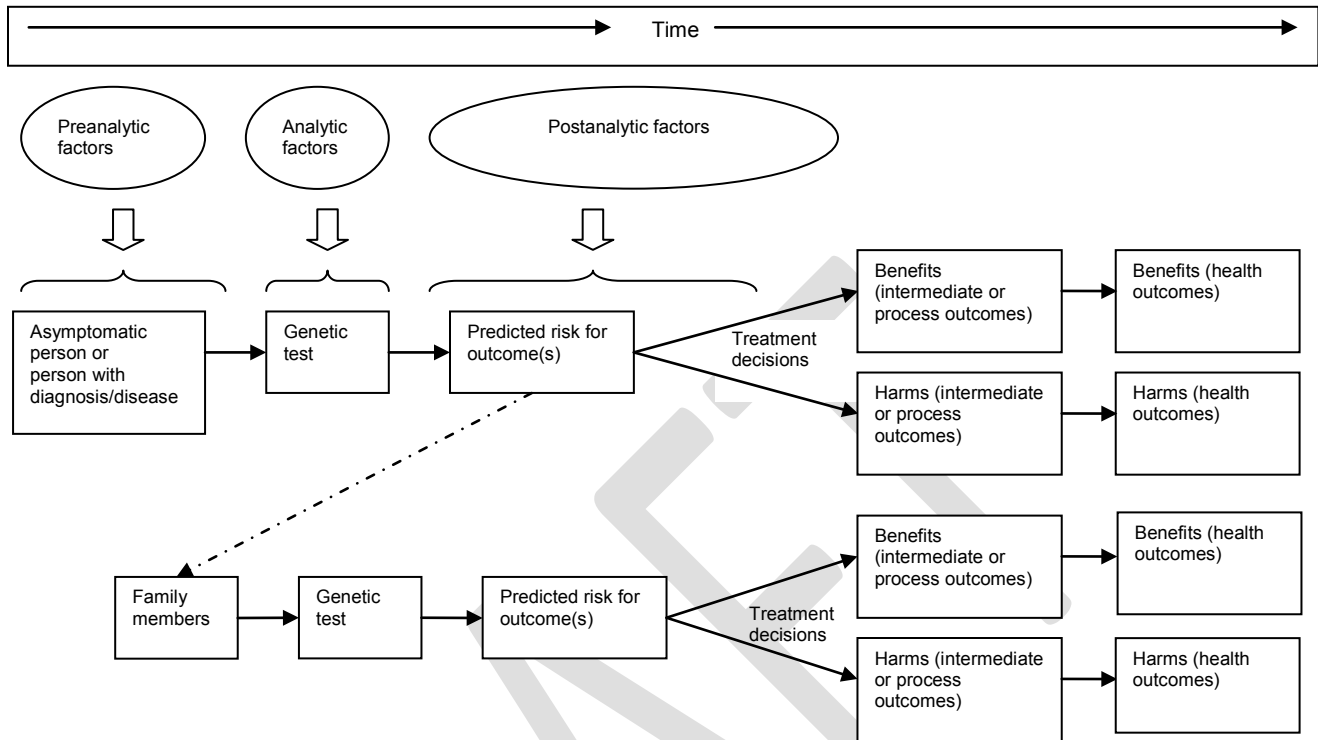 Time
Preanalytic
factors
Analytic
factors
Postanalytic factors
Asymptomatic
person or
person with
diagnosis/disease
Genetic
test
Predicted risk for
outcome(s)
Treatment
decisions
Benefits
(intermediate or
process outcomes)
Benefits (health
outcomes)
Harms (intermediate
or process
outcomes)
Harms (health
outcomes)
Family
members
Genetic
test
Predicted risk for
outcome(s)
Treatment
decisions
Benefits
(intermediate or
process outcomes)
Benefits (health
outcomes)
Harms (intermediate
or process
outcomes)
Harms (health
outcomes)